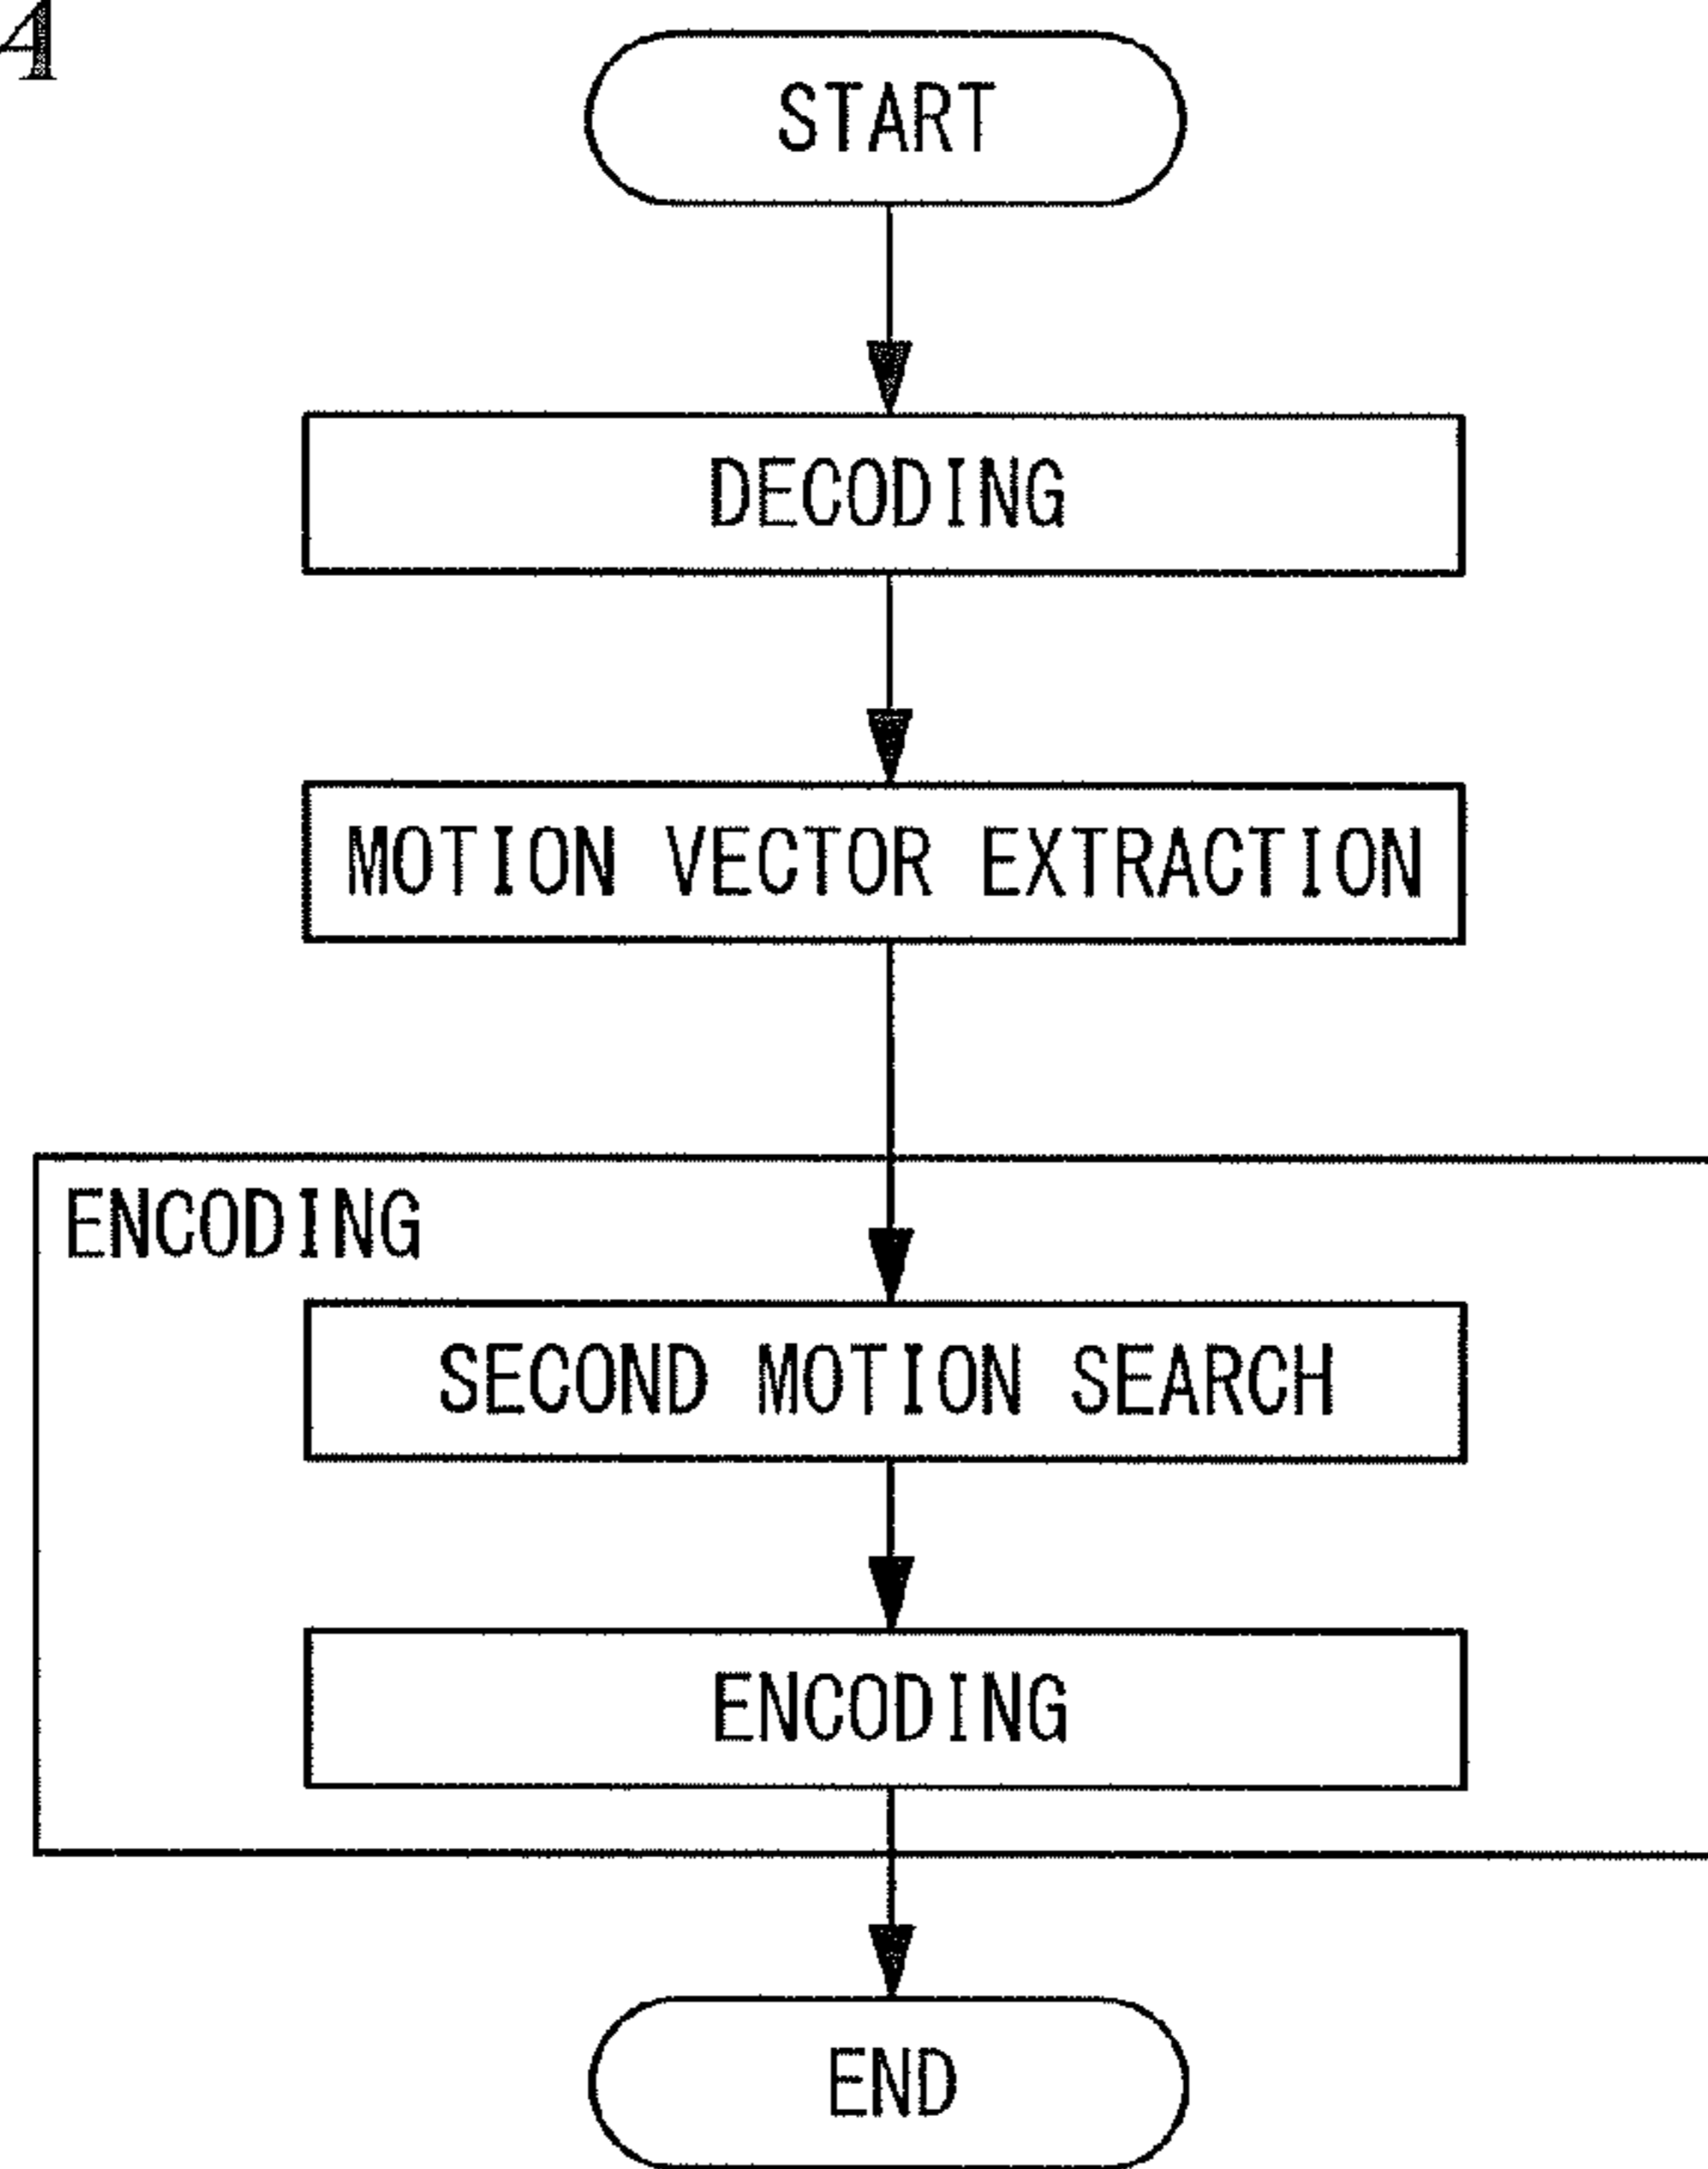 A
START
DECODING
MOTION VECTOR EXTRACTION
ENCODING
SECOND MOTION SEARCH
ENCODING
END